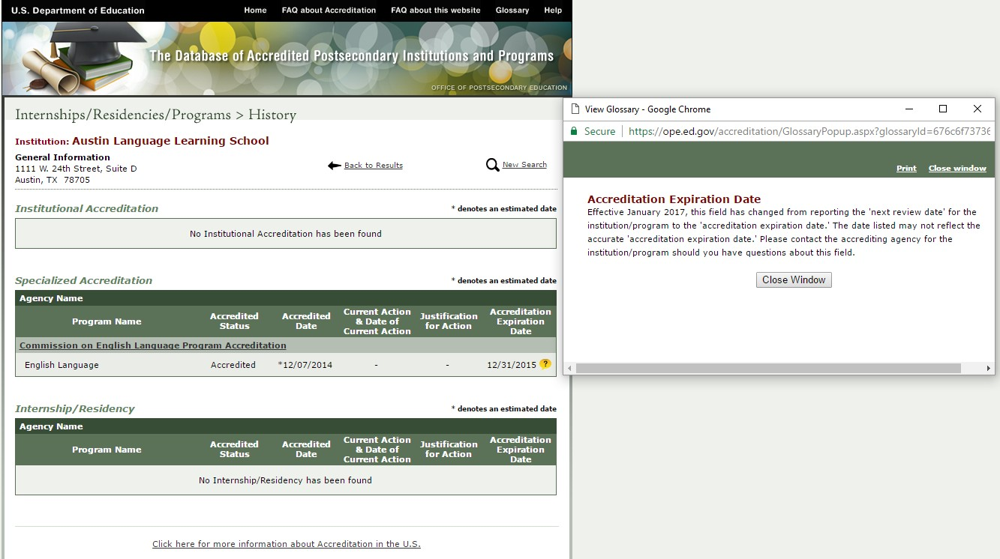 U.S. Department of Education
Home FAQ about Accreditation FAQ about this website Glossary Help
The Database of Accredited Postsecondary Institutions and Programs
OFFICE OF POSTSECONDARY EDUCATION
Internships/Residencies/Programs > History
Institution: Austin Language Learning School
General Information
1111 W. 24th Street, Suite D
Austin, TX 78705
Back to Results
New Search
Institutional Accreditation
* denotes an estimated date
No Institutional Accreditation has been found
Specialized Accreditation
* denotes an estimated date
Agency Name
Program Name
Accredited
Status
Accredited
Date
Current Action
& Date of
Current Action
Justification
for Action
Accreditation
Expiration
Date
Commission on English Language Program Accreditation
English Language Accredited *12/07/2014 - - 12/31/2015 ?
Internship/Residency
* denotes an estimated date
Agency Name
Program Name
Accredited
Status
Accredited
Date
Current Action
& Date of
Current Action
Justification
for Action
Accreditation
Expiration
Date
No Internship/Residency has been found
Click here for more information about Accreditation in the U.S.
View Glossary - Google Chrome
Secure https://ope.ed.gov/accreditation/GlossaryPopup.aspx?glossaryId=676c6f73736
Print Close window
Accreditation Expiration Date
Effective January 2017, this field has changed from reporting the 'next review date' for the
institution/program to the 'accreditation expiration date.' The date listed may not reflect the
accurate 'accreditation expiration date.' Please contact the accrediting agency for the
institution/program should you have questions about this field.
Close Window